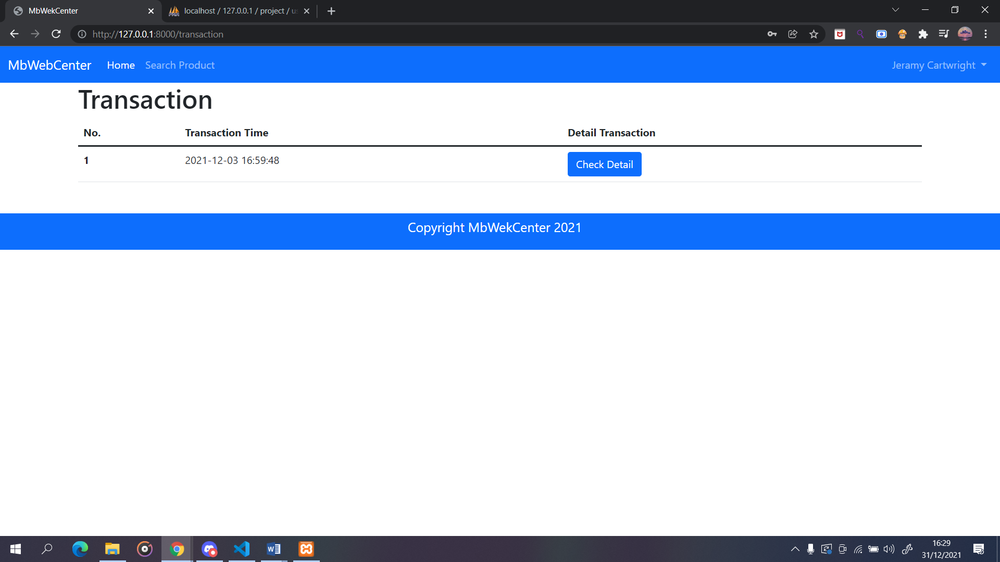 MbWekCenter
localhost / 127.0.0.1 / project / us
http://127.0.0.1:8000/transaction
MbWebCenter Home Search Product Jeramy Cartwright
Transaction
No. Transaction Time Detail Transaction
1 2021-12-03 16:59:48 Check Detail
Copyright MbWekCenter 2021
16:29
31/12/2021